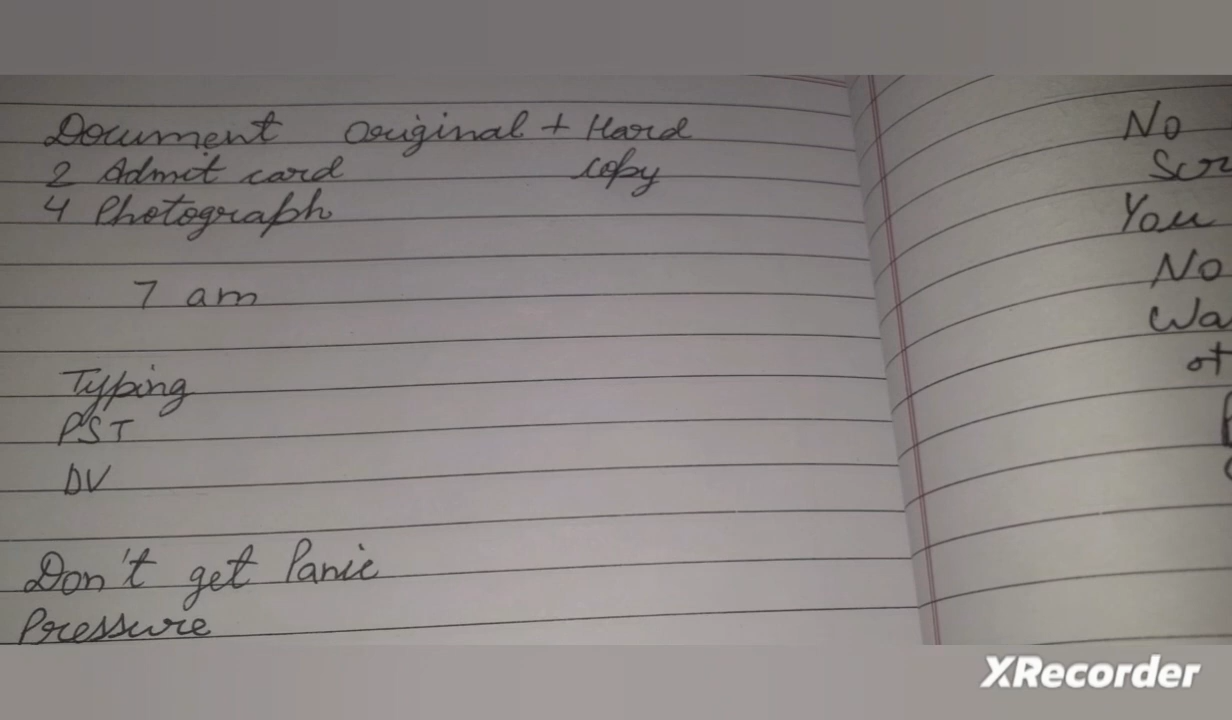 Document Original + Hard
2 Admit card copy
4 Photograph
7 am
Typing
PST
DV
Don't get Panic
Pressure
No
You
No
XRecorder